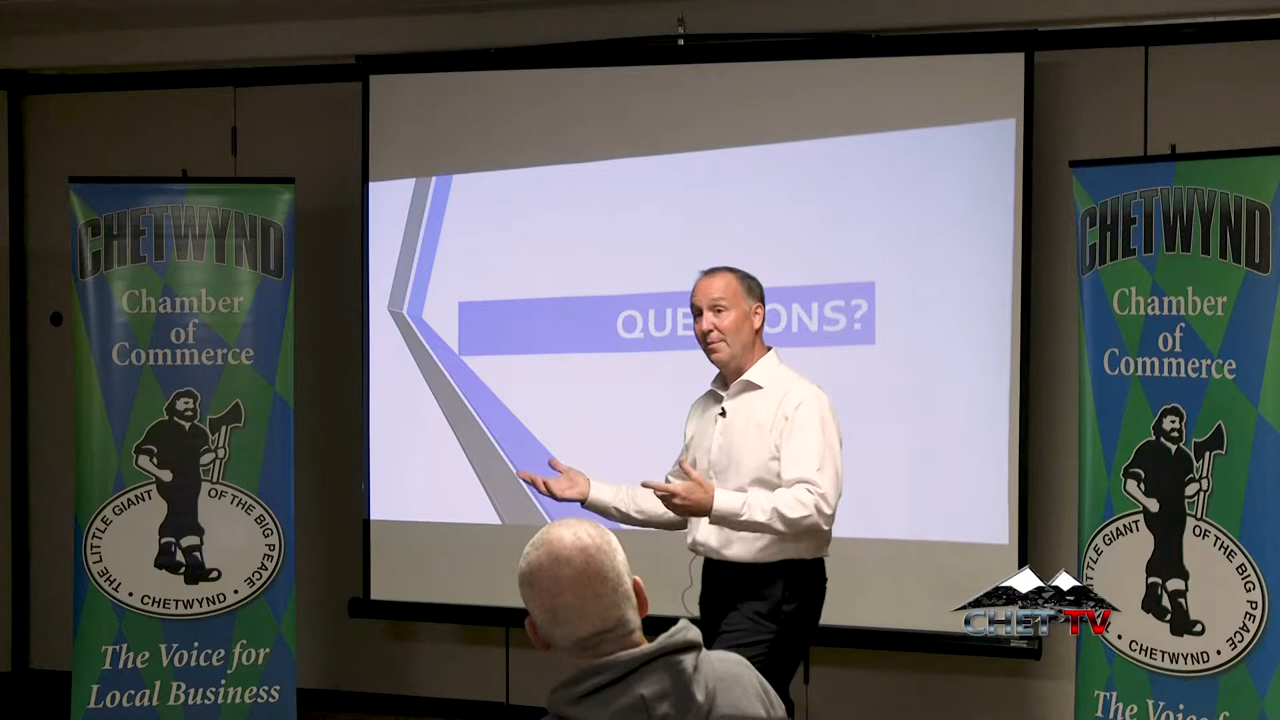 CHETWYND
Chamber
of
Commerce
THE LITTLE GIANT OF THE BIG PEACE
• CHETWYND •
The Voice for
Local Business
QUE ONS?
CHETWYND
Chamber
of
Commerce
LITTLE GIANT OF THE BIG PEACE
• CHETWYND •
The Voice f
CHET TV